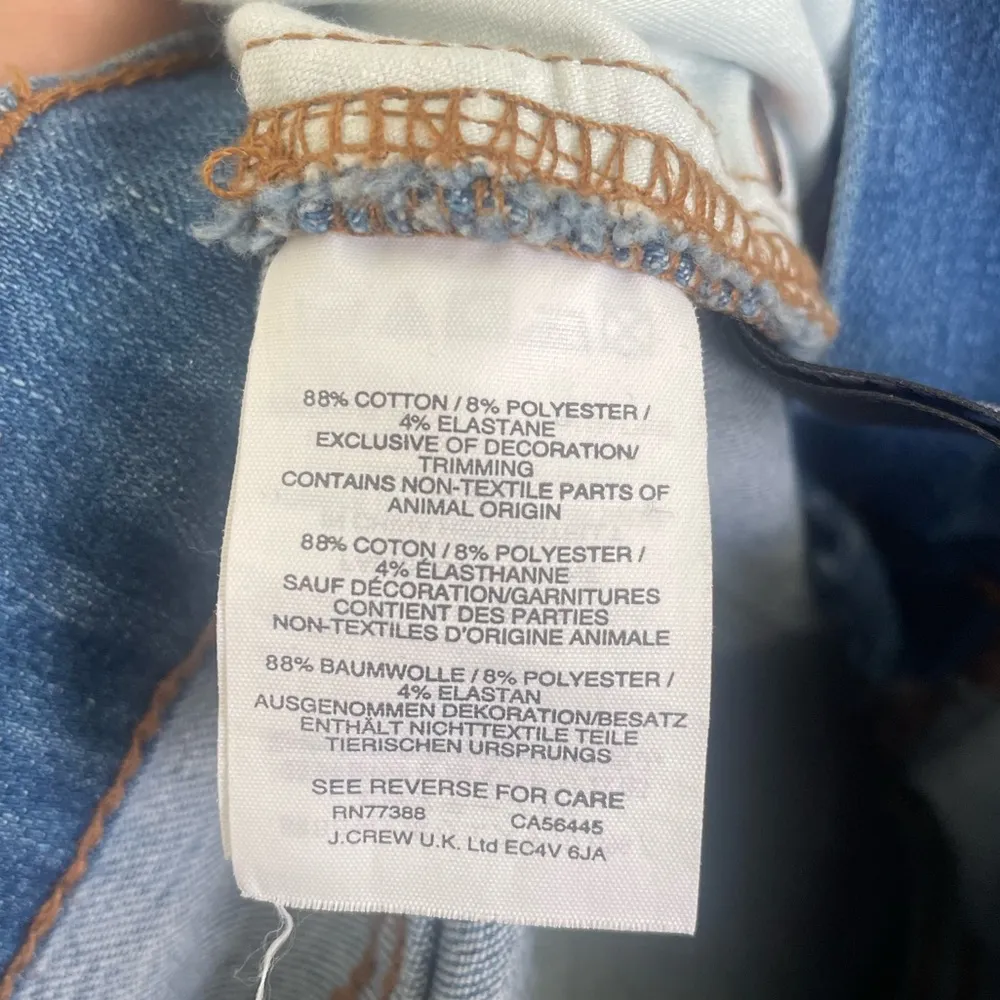 88% COTTON / 8% POLYESTER /
4% ELASTANE
EXCLUSIVE OF DECORATION/
TRIMMING
CONTAINS NON-TEXTILE PARTS OF
ANIMAL ORIGIN
88% COTON / 8% POLYESTER /
4% ÉLASTHANNE
SAUF DÉCORATION/GARNITURES
CONTIENT DES PARTIES
NON-TEXTILES D'ORIGINE ANIMALE
88% BAUMWOLLE / 8% POLYESTER /
4% ELASTAN
AUSGENOMMEN DEKORATION/BESATZ
ENTHÄLT NICHTTEXTILE TEILE
TIERISCHEN URSPRUNGS
SEE REVERSE FOR CARE
RN77388 CA56445
J.CREW U.K. Ltd EC4V 6JA